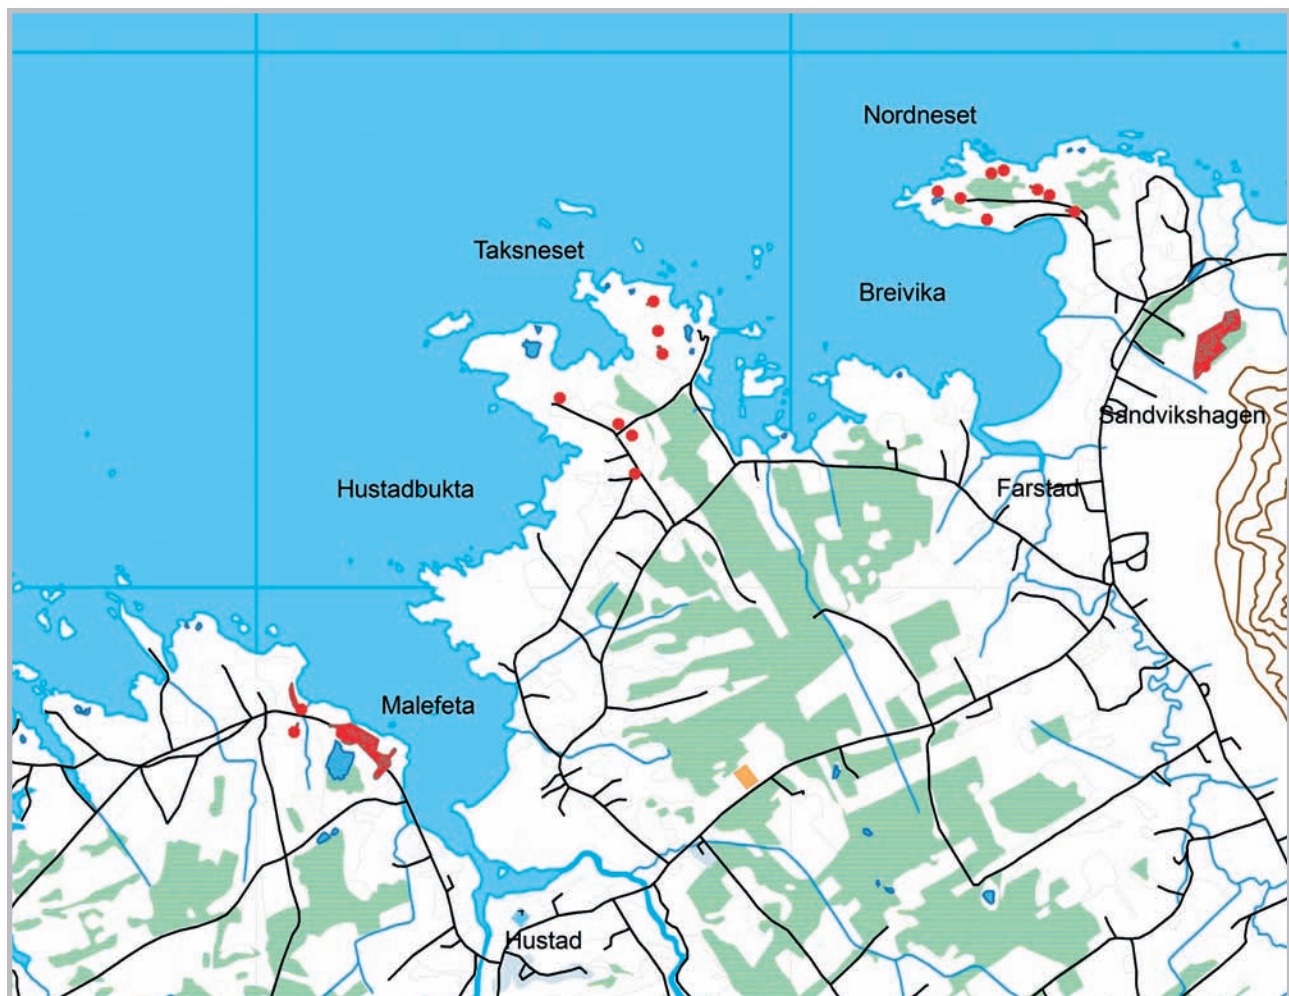 Nordneset
Taksneset
Breivika
Sandvikshagen
Hustadbukta
Farstad
Malefeta
Hustad